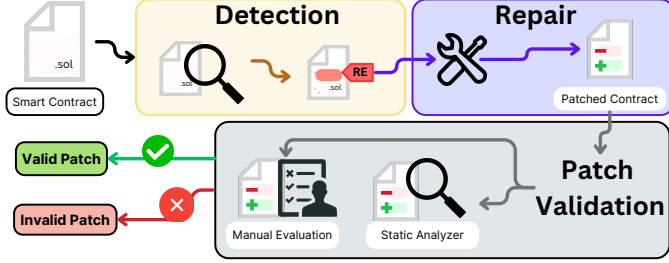 Detection
Repair
.sol
Smart Contract
RE
.sol
Patched Contract
Valid Patch
Invalid Patch
Manual Evaluation
Static Analyzer
Patch
Validation